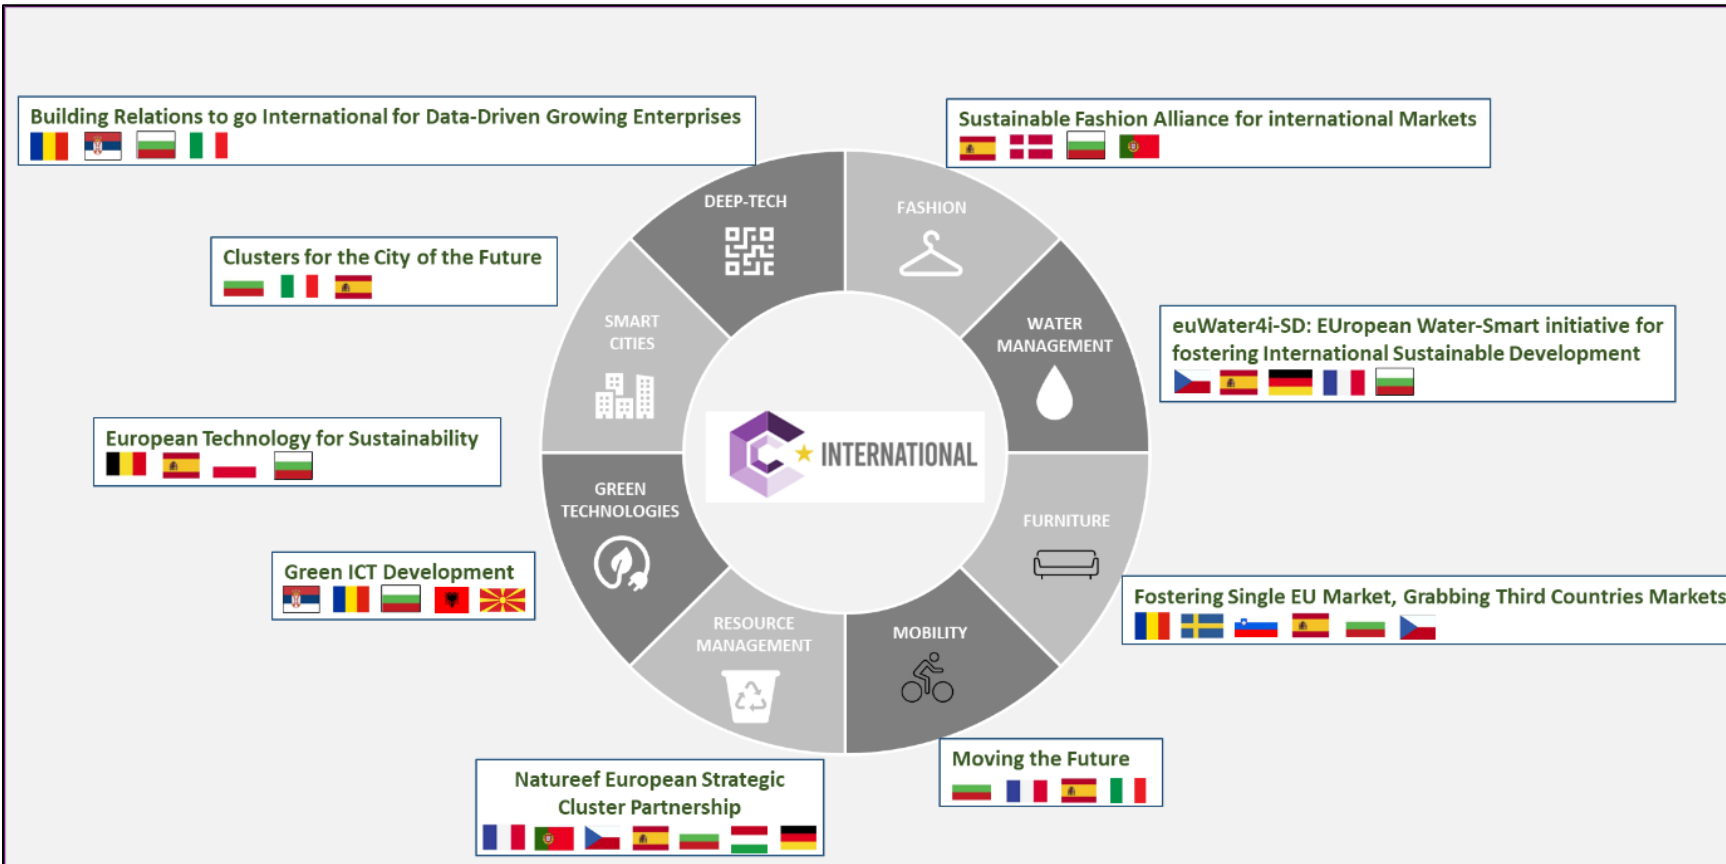 Building Relations to go International for Data-Driven Growing Enterprises
Sustainable Fashion Alliance for international Markets
DEEP-TECH
FASHION
Clusters for the City of the Future
SMART
CITIES
WATER
MANAGEMENT
euWater4i-SD: EUropean Water-Smart initiative for
fostering International Sustainable Development
European Technology for Sustainability
INTERNATIONAL
GREEN
TECHNOLOGIES
FURNITURE
Green ICT Development
Fostering Single EU Market, Grabbing Third Countries Markets
RESOURCE
MANAGEMENT
MOBILITY
Natureef European Strategic
Cluster Partnership
Moving the Future